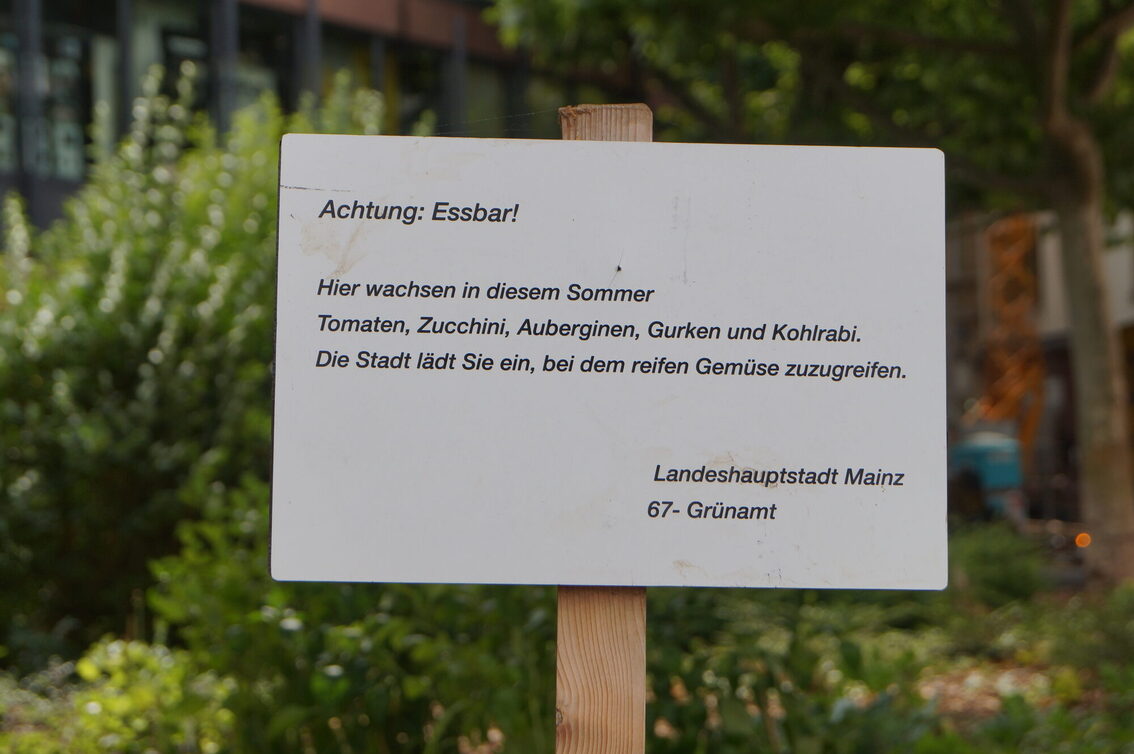 Achtung: Essbar!
Hier wachsen in diesem Sommer
Tomaten, Zucchini, Auberginen, Gurken und Kohlrabi.
Die Stadt lädt Sie ein, bei dem reifen Gemüse zuzugreifen.
Landeshauptstadt Mainz
67- Grünamt